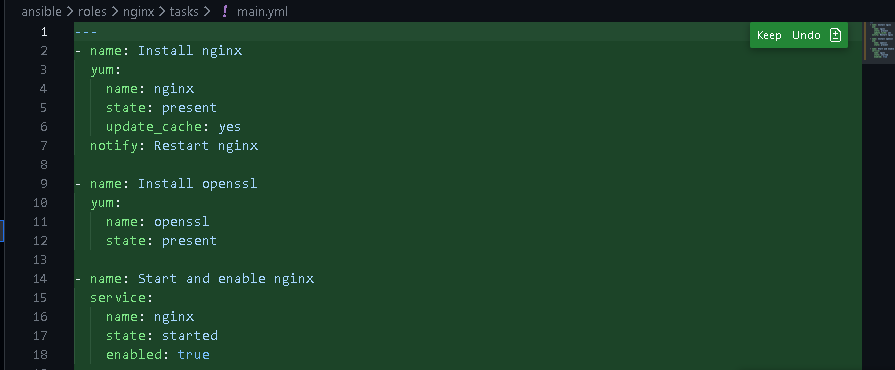 ansible > roles > nginx > tasks > ! main.yml
Keep Undo
1 ---
2 - name: Install nginx
3   yum:
4     name: nginx
5     state: present
6     update_cache: yes
7   notify: Restart nginx
8
9 - name: Install openssl
10   yum:
11     name: openssl
12     state: present
13
14 - name: Start and enable nginx
15   service:
16     name: nginx
17     state: started
18     enabled: true